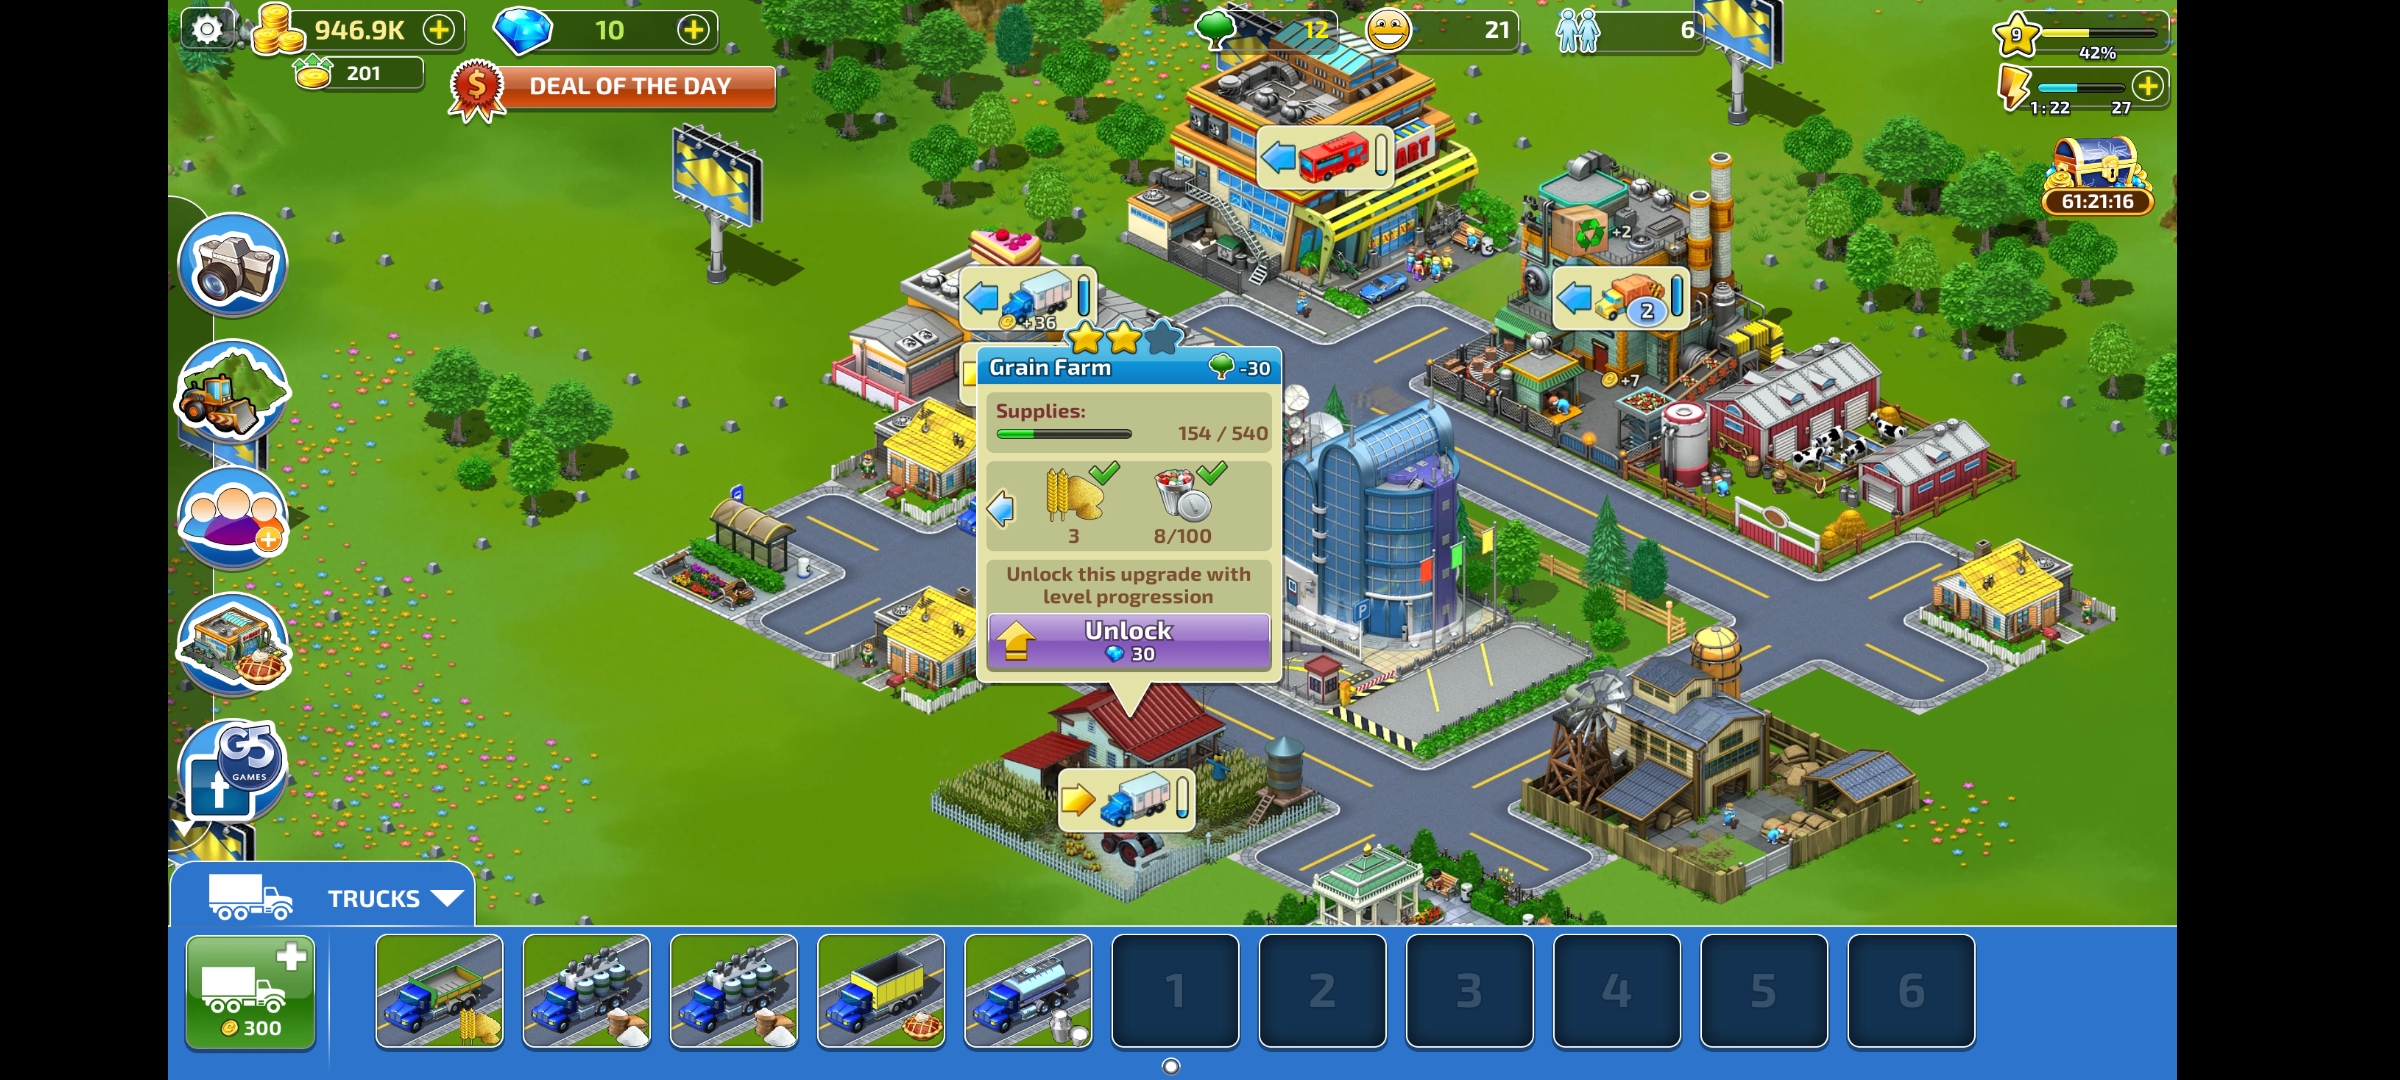 946.9K
10
12
21
6
9
42%
201
DEAL OF THE DAY
1:22
27
61:21:16
ART
+2
+36
2
+7
Grain Farm
-30
Supplies:
154 / 540
3
8/100
Unlock this upgrade with
level progression
Unlock
30
P
G5
GAMES
f
TRUCKS
300
1
2
3
4
5
6